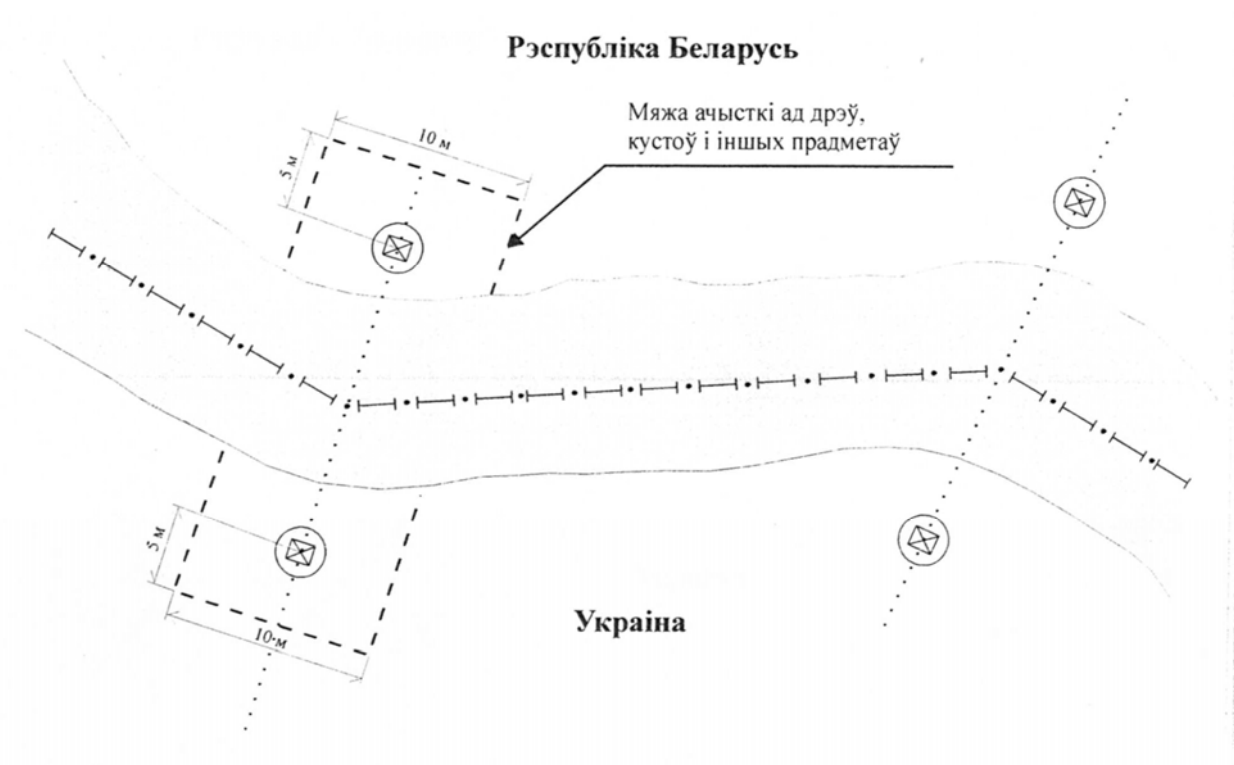 Рэспубліка Беларусь
Мяжа ачысткі ад дрэў,
кустоў і іншых прадметаў
10 м
5 м
5 м
10 м
Украіна